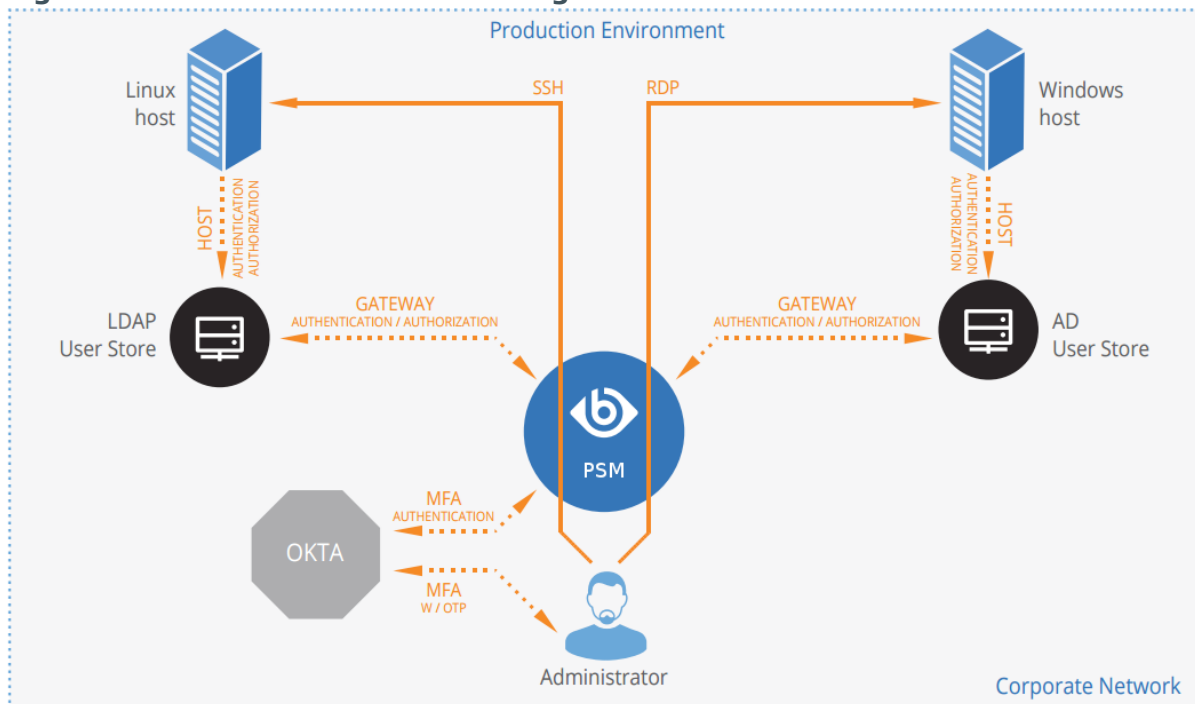 Production Environment
Linux
host
SSH
RDP
Windows
host
HOST
AUTHENTICATION
AUTHORIZATION
HOST
AUTHENTICATION
AUTHORIZATION
LDAP
User Store
GATEWAY
AUTHENTICATION / AUTHORIZATION
GATEWAY
AUTHENTICATION / AUTHORIZATION
AD
User Store
PSM
OKTA
MFA
AUTHENTICATION
MFA
W / OTP
Administrator
Corporate Network